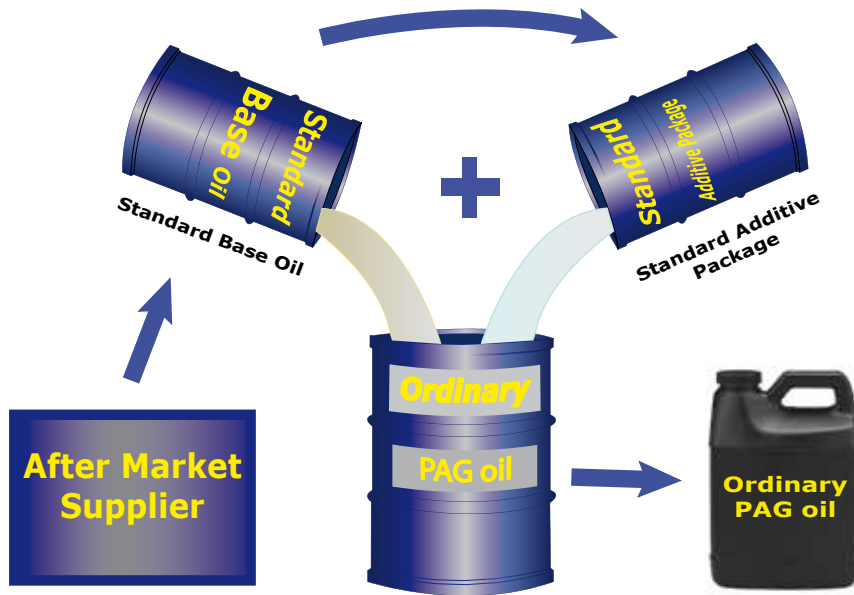 Standard
Base Oil
Standard Base Oil
Standard
Additive Package
Standard Additive
Package
After Market
Supplier
Ordinary
PAG oil
Ordinary
PAG oil